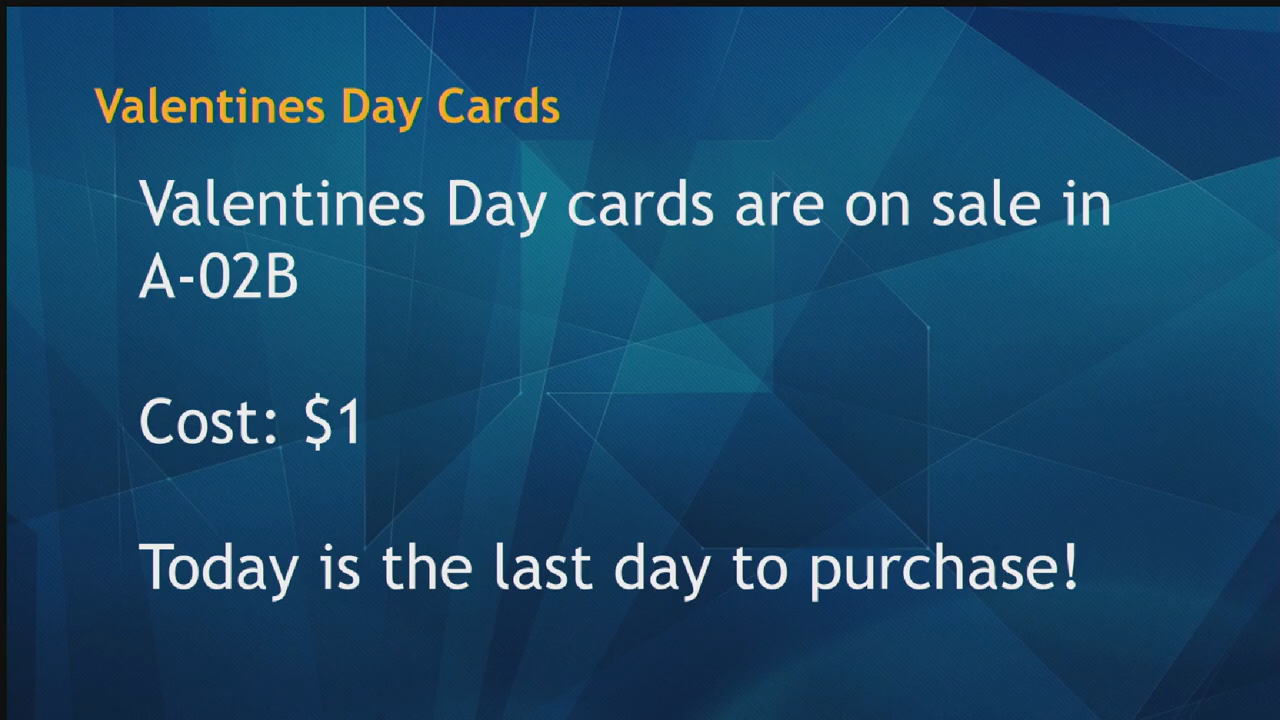 Valentines Day Cards
Valentines Day cards are on sale in
A-02B
Cost: $1
Today is the last day to purchase!